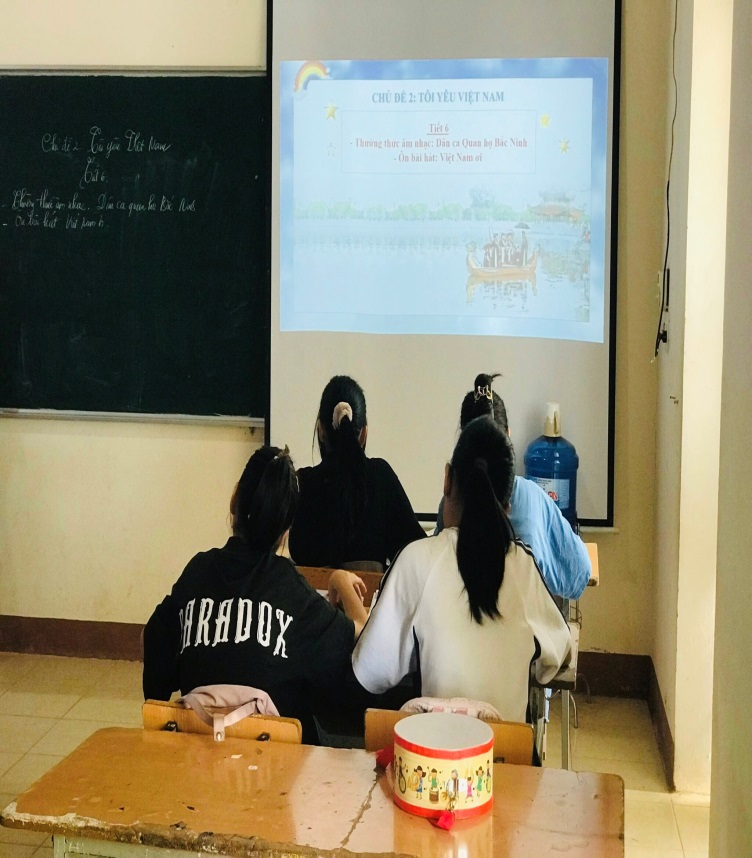 Chủ đề 2: Tôi yêu Việt Nam
Tiết 6
- Thường thức âm nhạc: Dân ca quan họ Bắc Ninh
- Ôn bài hát Việt Nam ơi
CHỦ ĐỀ 2: TÔI YÊU VIỆT NAM
Tiết 6
- Thường thức âm nhạc: Dân ca Quan họ Bắc Ninh
- Ôn bài hát: Việt Nam ơi
PARADOX